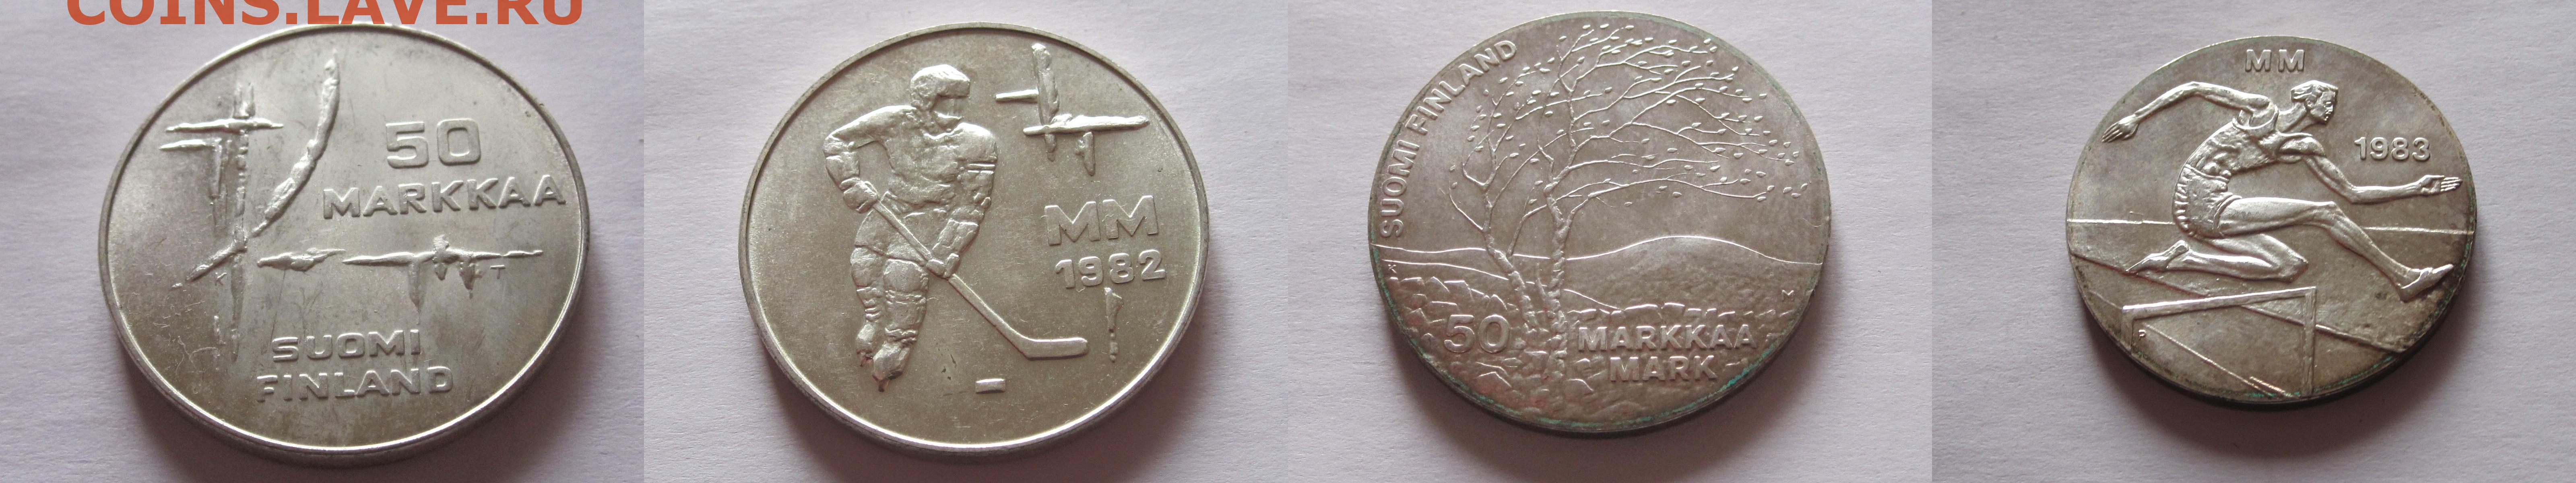 COINS.LAVE.RU
50
MARKKAA
K T
SUOMI
FINLAND
MM
1982
SUOMI FINLAND
K
50 MARKKAA
MARK
MM
1983